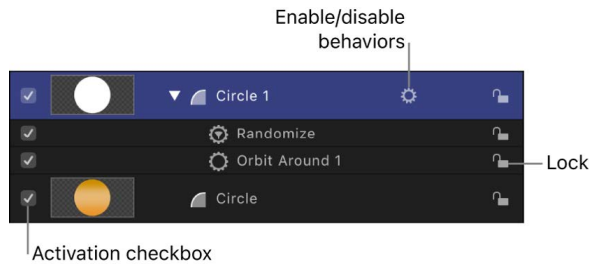 Enable/disable
behaviors
Circle 1
Randomize
Orbit Around 1
Lock
Circle
Activation checkbox